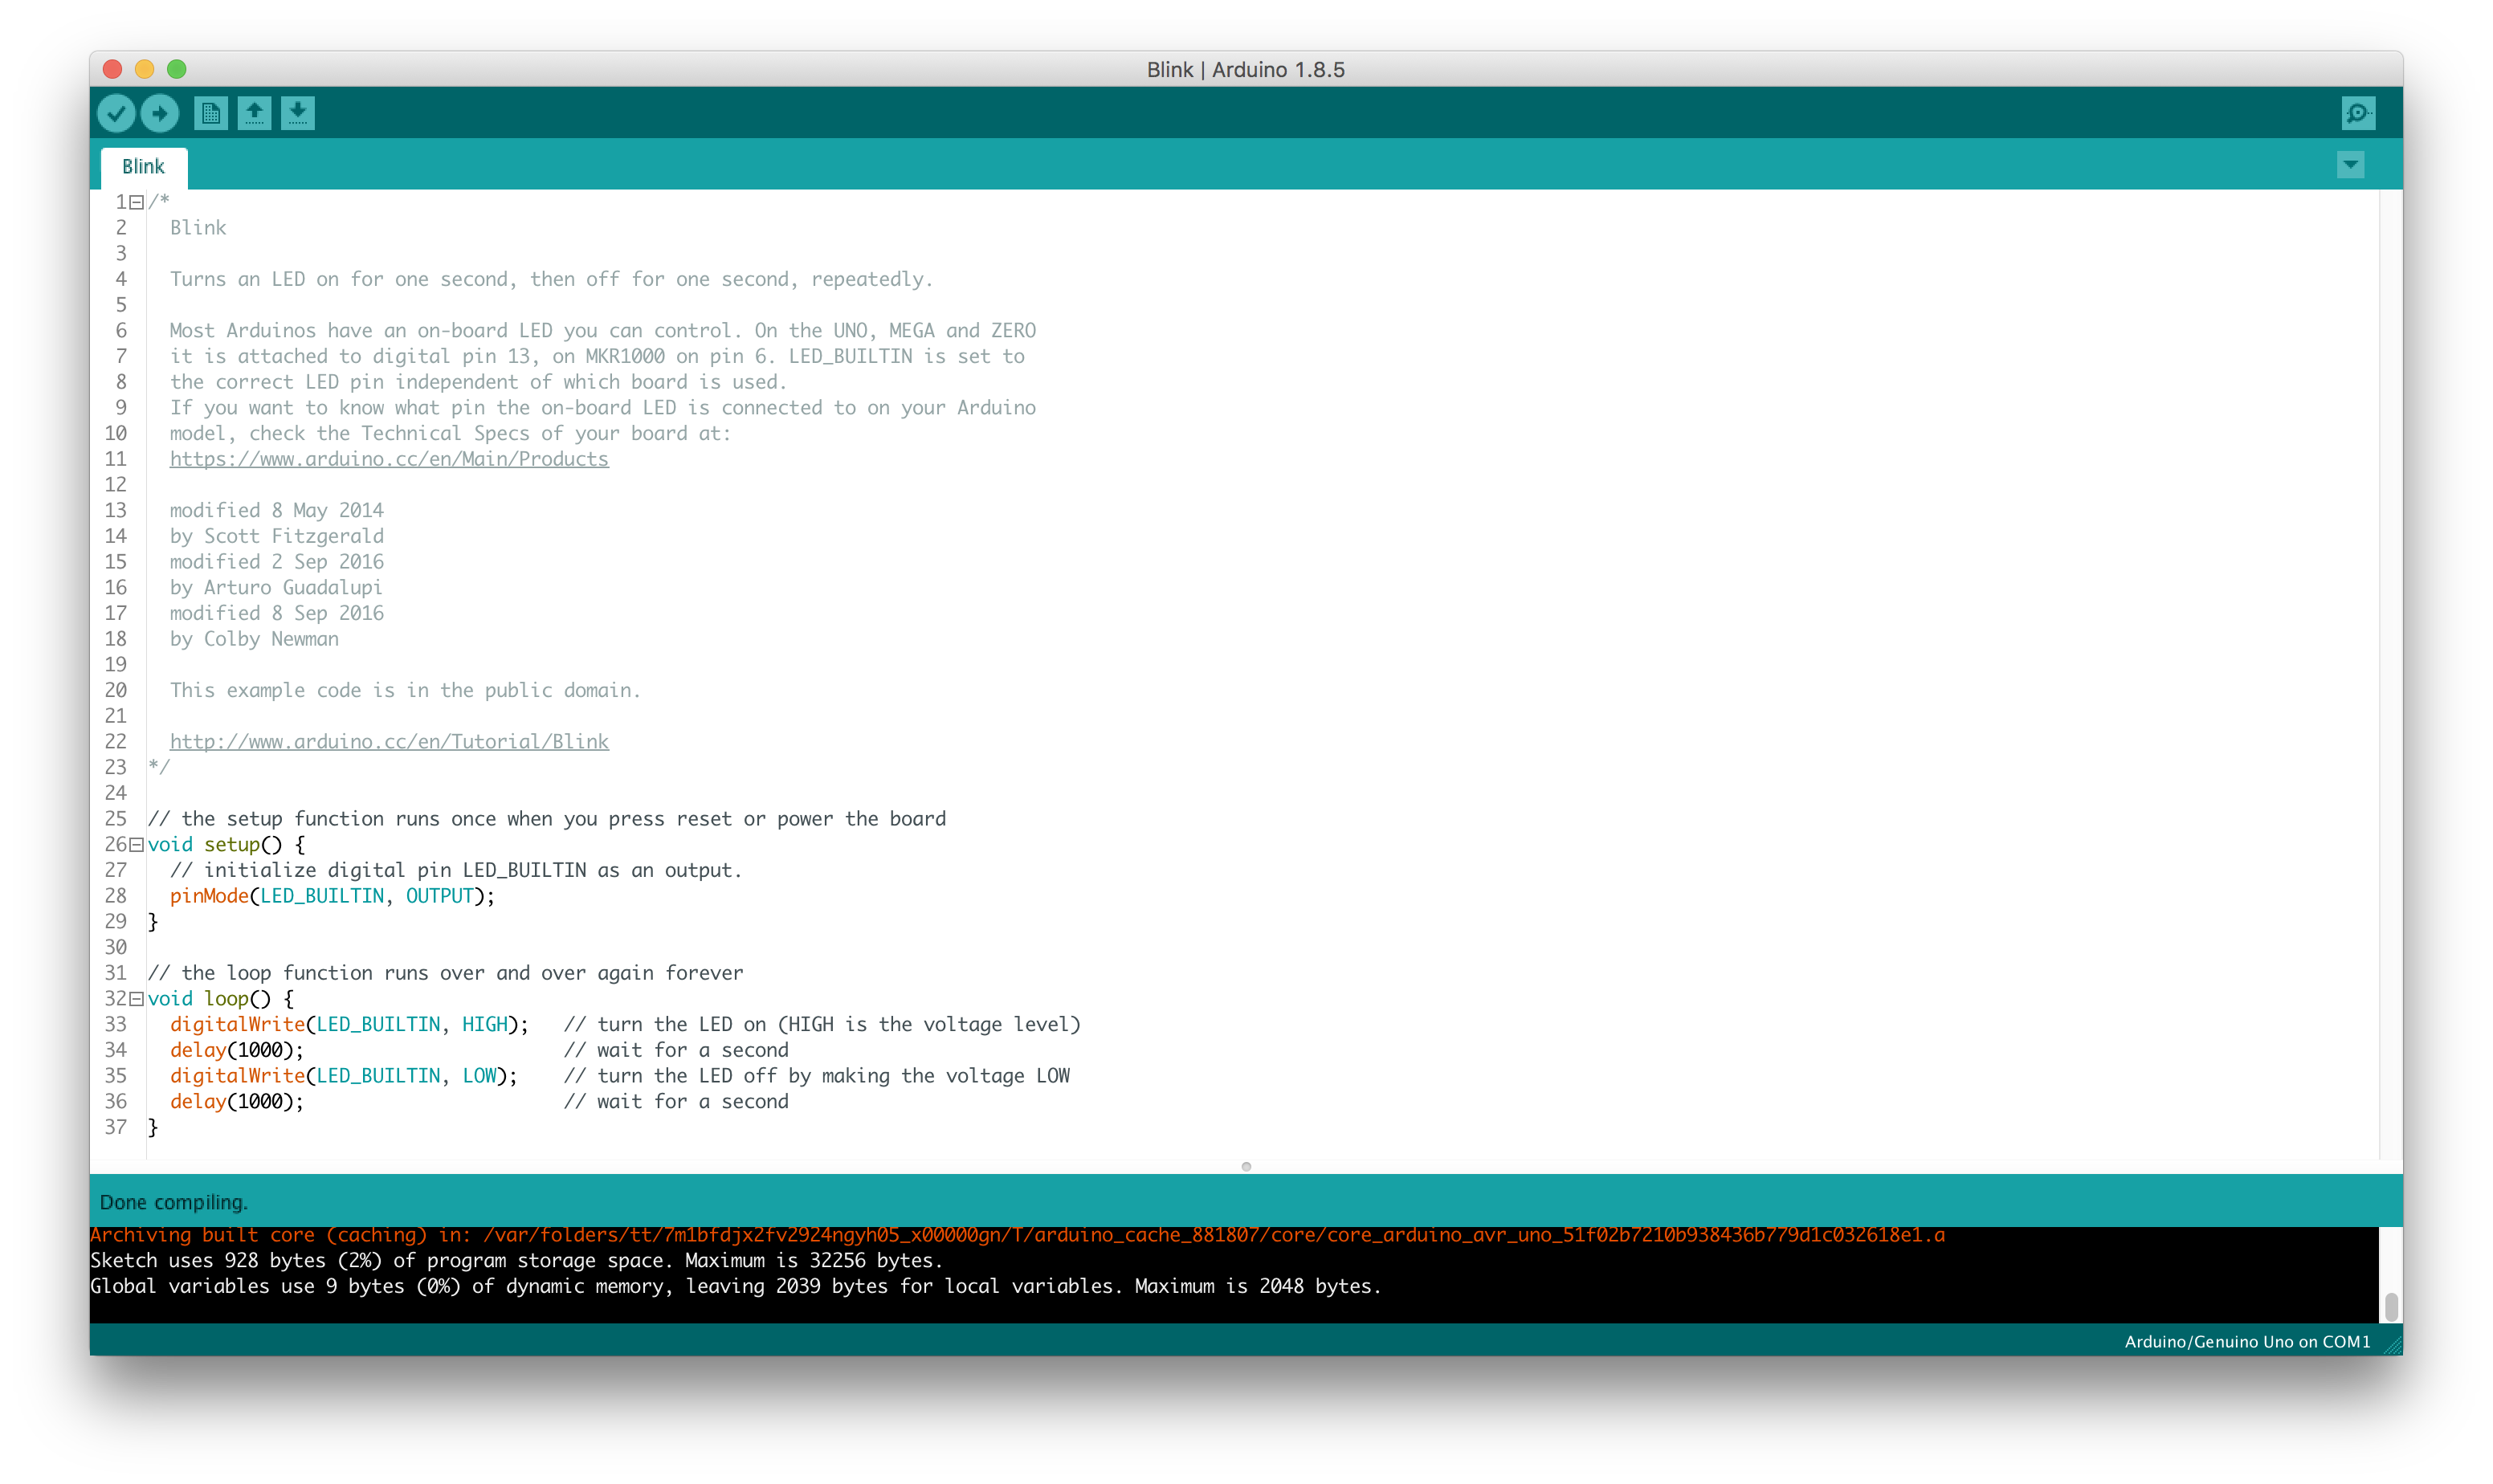 Blink | Arduino 1.8.5
Blink
1 /*
2 Blink
3
4 Turns an LED on for one second, then off for one second, repeatedly.
5
6 Most Arduinos have an on-board LED you can control. On the UNO, MEGA and ZERO
7 it is attached to digital pin 13, on MKR1000 on pin 6. LED_BUILTIN is set to
8 the correct LED pin independent of which board is used.
9 If you want to know what pin the on-board LED is connected to on your Arduino
10 model, check the Technical Specs of your board at:
11 https://www.arduino.cc/en/Main/Products
12
13 modified 8 May 2014
14 by Scott Fitzgerald
15 modified 2 Sep 2016
16 by Arturo Guadalupi
17 modified 8 Sep 2016
18 by Colby Newman
19
20 This example code is in the public domain.
21
22 http://www.arduino.cc/en/Tutorial/Blink
23 */
24
25 // the setup function runs once when you press reset or power the board
26 void setup() {
27 // initialize digital pin LED_BUILTIN as an output.
28 pinMode(LED_BUILTIN, OUTPUT);
29 }
30
31 // the loop function runs over and over again forever
32 void loop() {
33 digitalWrite(LED_BUILTIN, HIGH); // turn the LED on (HIGH is the voltage level)
34 delay(1000); // wait for a second
35 digitalWrite(LED_BUILTIN, LOW); // turn the LED off by making the voltage LOW
36 delay(1000); // wait for a second
37 }
Done compiling.
Archiving built core (caching) in: /var/folders/tt/7m1bfdjx2fv2924ngyh05_x00000gn/T/arduino_cache_881807/core/core_arduino_avr_uno_51f02b7210b938436b779d1c032618e1.a
Sketch uses 928 bytes (2%) of program storage space. Maximum is 32256 bytes.
Global variables use 9 bytes (0%) of dynamic memory, leaving 2039 bytes for local variables. Maximum is 2048 bytes.
Arduino/Genuino Uno on COM1